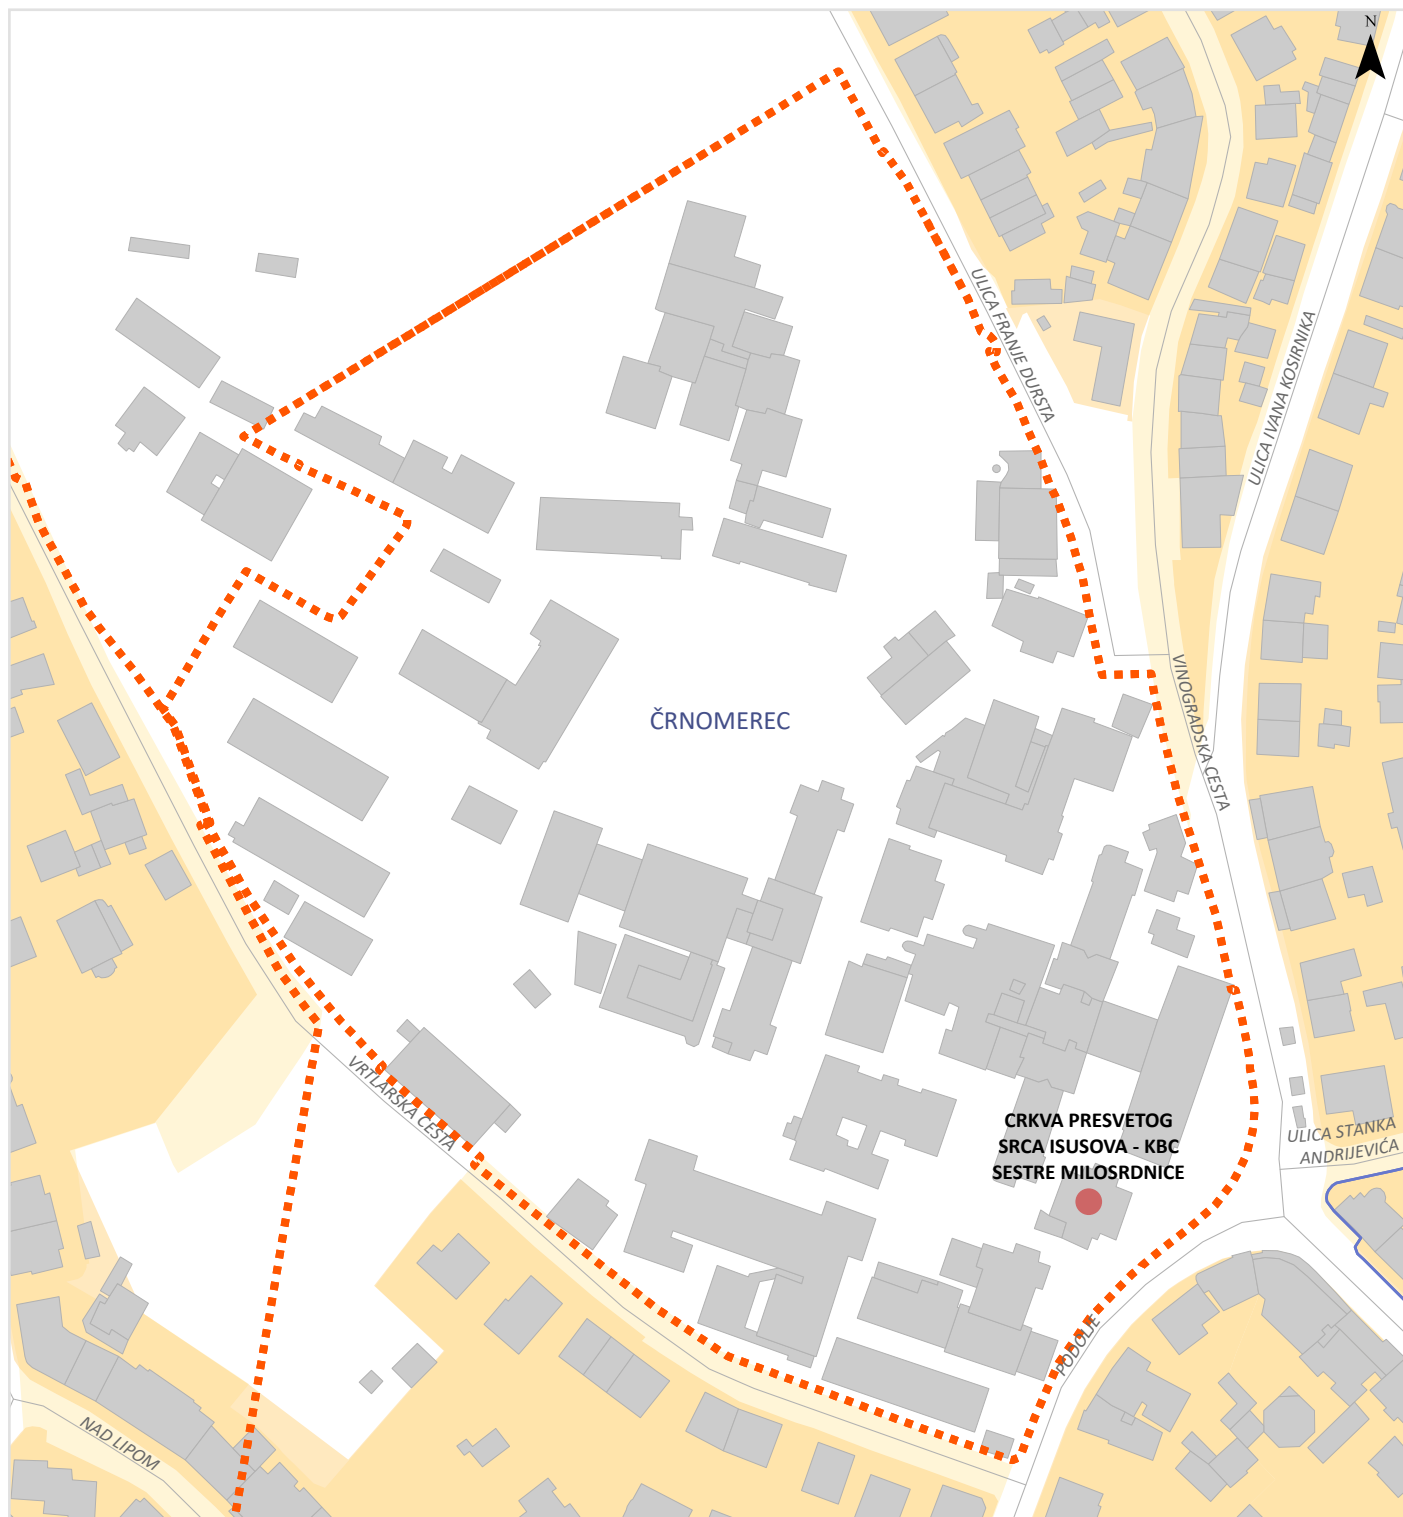 N
ULICA FRANJE DURSTA
ULICA IVANA KOSIRNIKA
VINOGRADSKA CESTA
ČRNOMEREC
VRTLARSKA CESTA
CRKVA PRESVETOG
SRCA ISUSOVA - KBC
SESTRE MILOSRDNICE
ULICA STANKA
ANDRIJEVIĆA
PODOLJE
NAD LIPOM